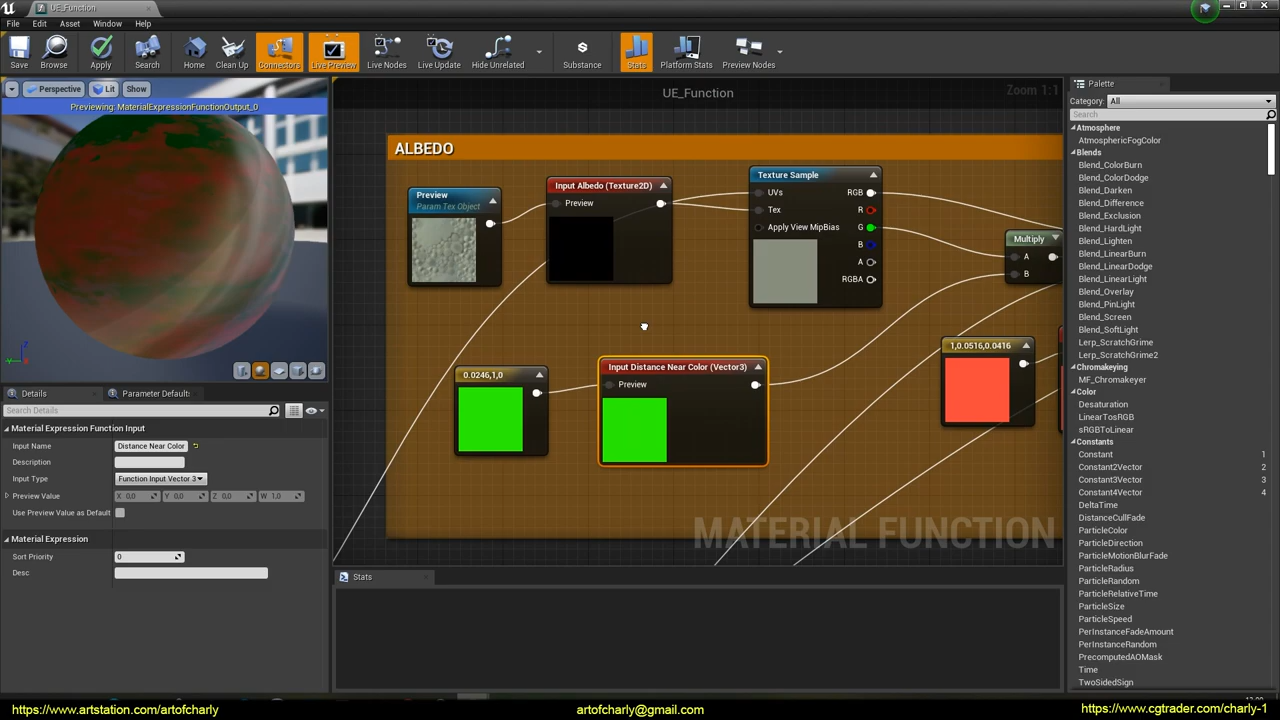 UE_Function
File Edit Asset Window Help
Save Browse Apply Search Home Clean Up Connectors Live Preview Live Nodes Live Update Hide Unrelated Substance Stats Platform Stats Preview Nodes
Perspective Lit Show
Previewing: MaterialExpressionFunctionOutput_0
UE_Function
Zoom 1:1
ALBEDO
Preview
Param Tex Object
Input Albedo (Texture2D)
Preview
Texture Sample
UVs RGB
Tex R
Apply View MipBias G
B
A
RGBA
Multiply
A
B
0.0246,1,0
Input Distance Near Color (Vector3)
Preview
1,0.0516,0.0416
MATERIAL FUNCTION
Details Parameter Default
Search Details
Material Expression Function Input
Input Name Distance Near Color
Description
Input Type Function Input Vector 3
Preview Value X 0,0 Y 0,0 Z 0,0 W 1,0
Use Preview Value as Default
Material Expression
Sort Priority 0
Desc
Stats
Palette
Category: All
Search
Atmosphere
AtmosphericFogColor
Blends
Blend_ColorBurn
Blend_ColorDodge
Blend_Darken
Blend_Difference
Blend_Exclusion
Blend_HardLight
Blend_Lighten
Blend_LinearBurn
Blend_LinearDodge
Blend_LinearLight
Blend_Overlay
Blend_PinLight
Blend_Screen
Blend_SoftLight
Lerp_ScratchGrime
Lerp_ScratchGrime2
Chromakeying
MF_Chromakeyer
Color
Desaturation
LinearTosRGB
sRGBToLinear
Constants
Constant 1
Constant2Vector 2
Constant3Vector 3
Constant4Vector 4
DeltaTime
DistanceCullFade
ParticleColor
ParticleDirection
ParticleMotionBlurFade
ParticleRadius
ParticleRandom
ParticleRelativeTime
ParticleSize
ParticleSpeed
PerInstanceFadeAmount
PerInstanceRandom
PrecomputedAOMask
Time
TwoSidedSign
https://www.artstation.com/artofcharly
artofcharly@gmail.com
https://www.cgtrader.com/charly-1